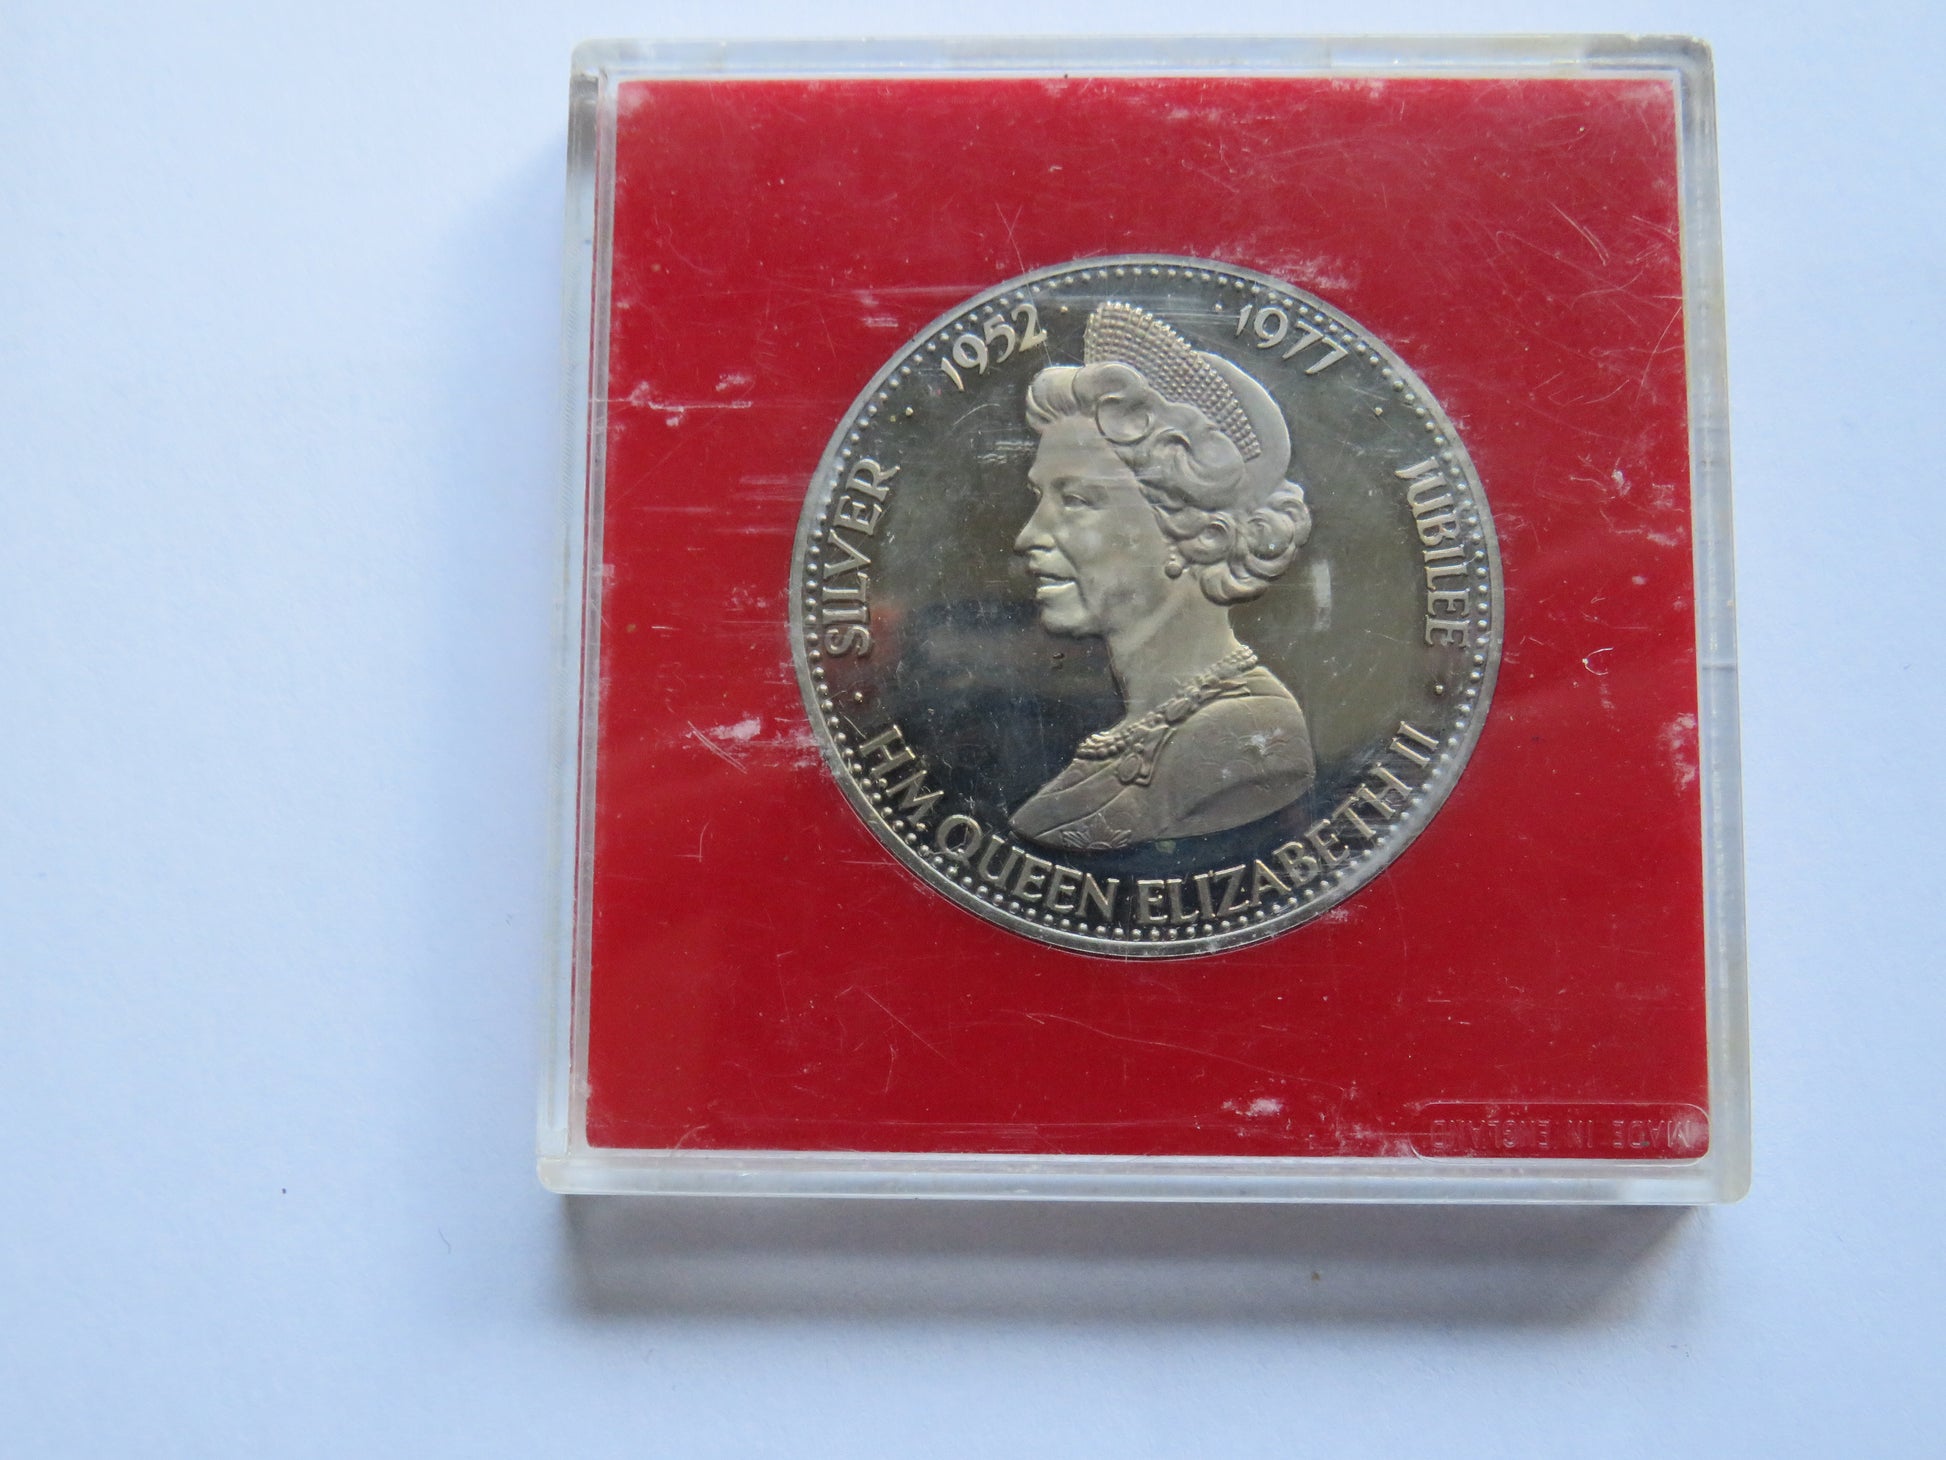 1952 · 1977
SILVER JUBILEE
· H.M. QUEEN ELIZABETH II ·
MADE IN ENGLAND